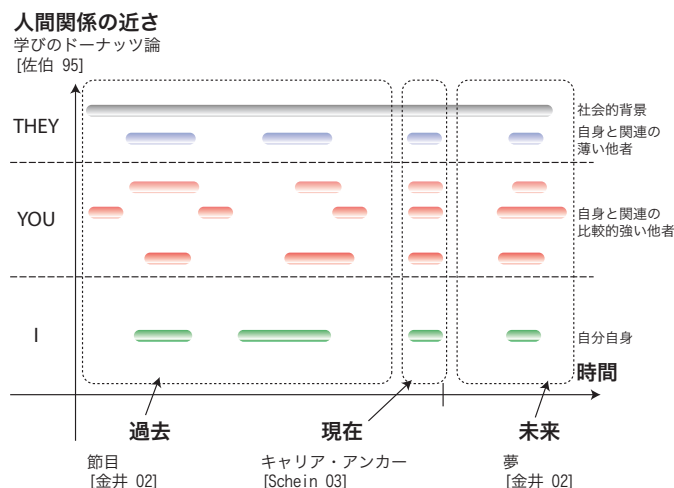 人間関係の近さ
学びのドーナッツ論
[佐伯 95]
THEY
社会的背景
自身と関連の
薄い他者
YOU
自身と関連の
比較的強い他者
I
自分自身
時間
過去
現在
未来
節目
[金井 02]
キャリア・アンカー
[Schein 03]
夢
[金井 02]